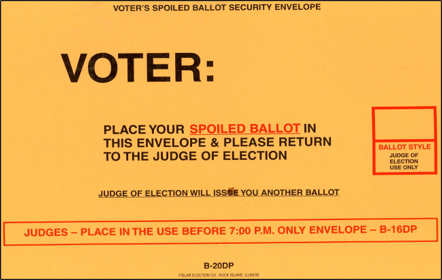 VOTER'S SPOILED BALLOT SECURITY ENVELOPE
VOTER:
PLACE YOUR SPOILED BALLOT IN
THIS ENVELOPE & PLEASE RETURN
TO THE JUDGE OF ELECTION
BALLOT STYLE
JUDGE OF
ELECTION
USE ONLY
JUDGE OF ELECTION WILL ISSUE YOU ANOTHER BALLOT
JUDGES – PLACE IN THE USE BEFORE 7:00 P.M. ONLY ENVELOPE – B-16DP
B-20DP
FIDLAR ELECTION CO., ROCK ISLAND, ILLINOIS